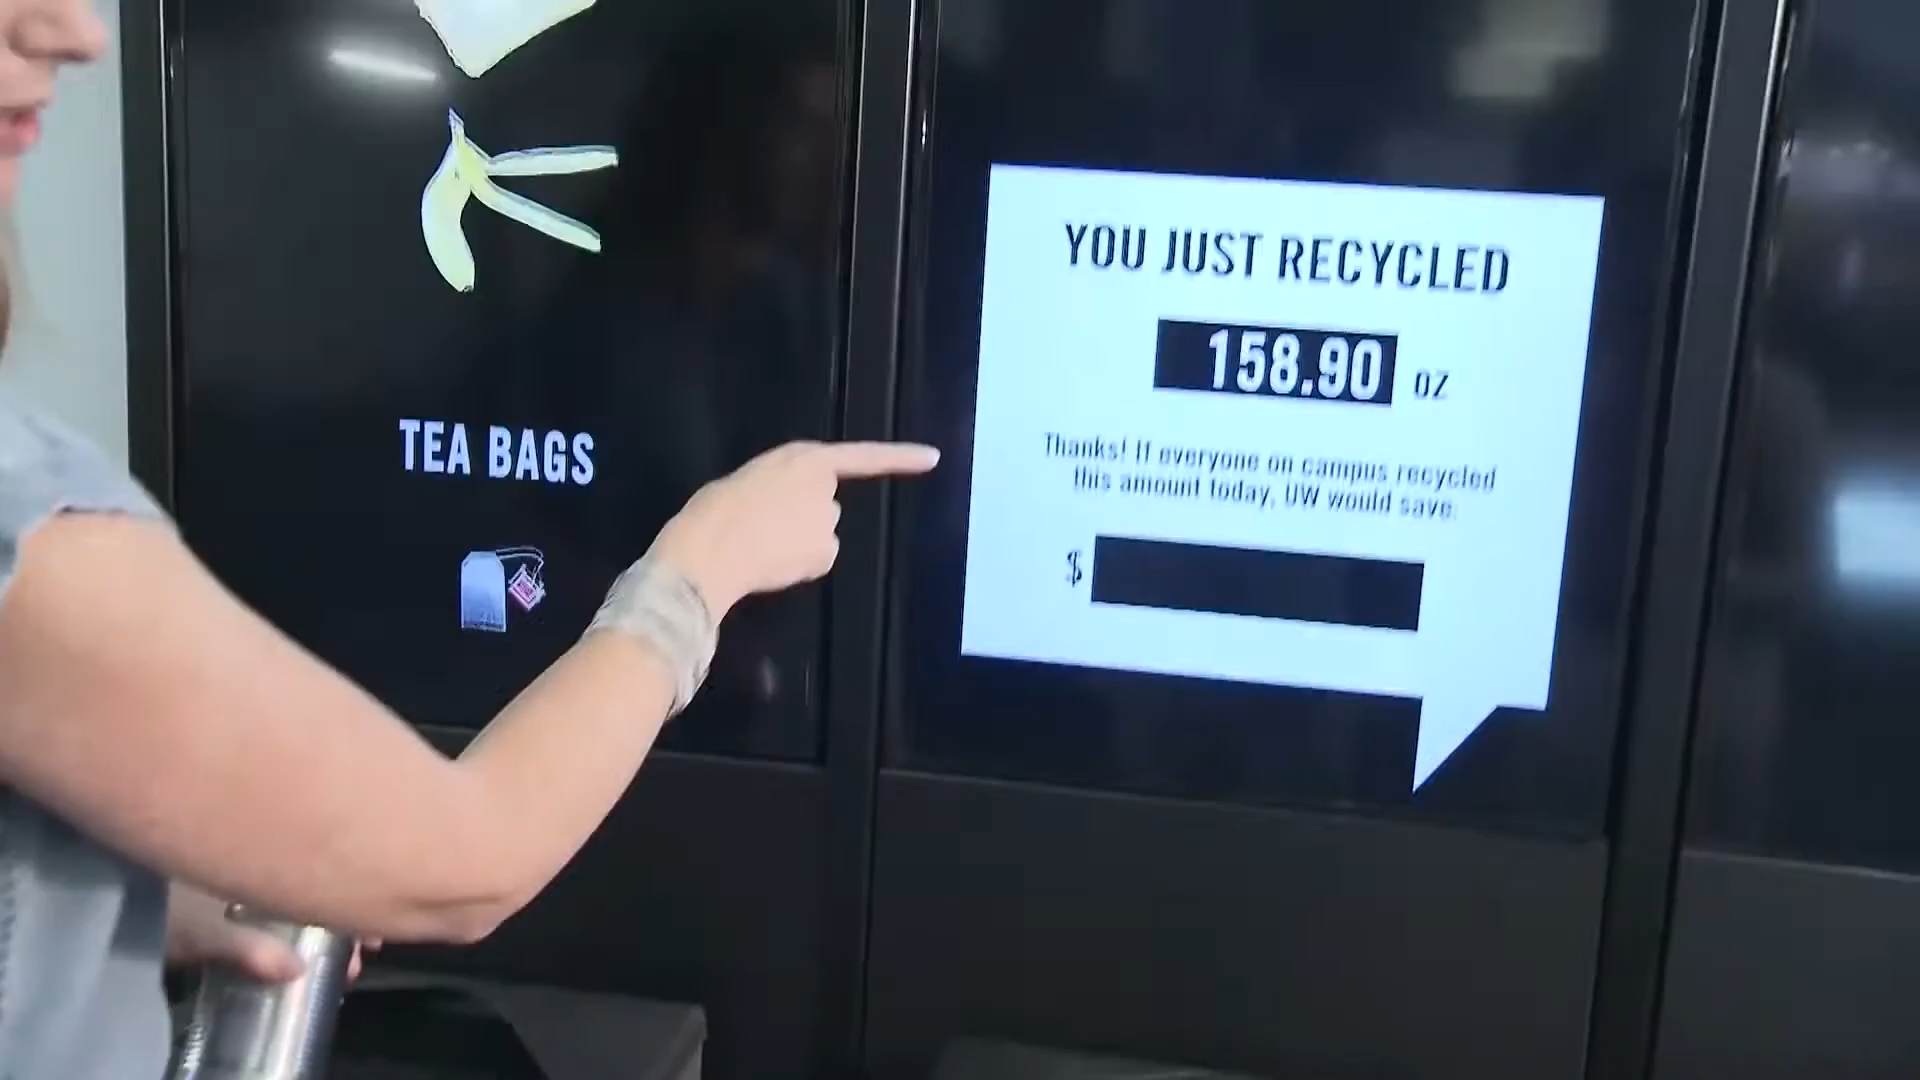 TEA BAGS
YOU JUST RECYCLED
158.90 OZ
Thanks! If everyone on campus recycled
this amount today, UW would save:
$